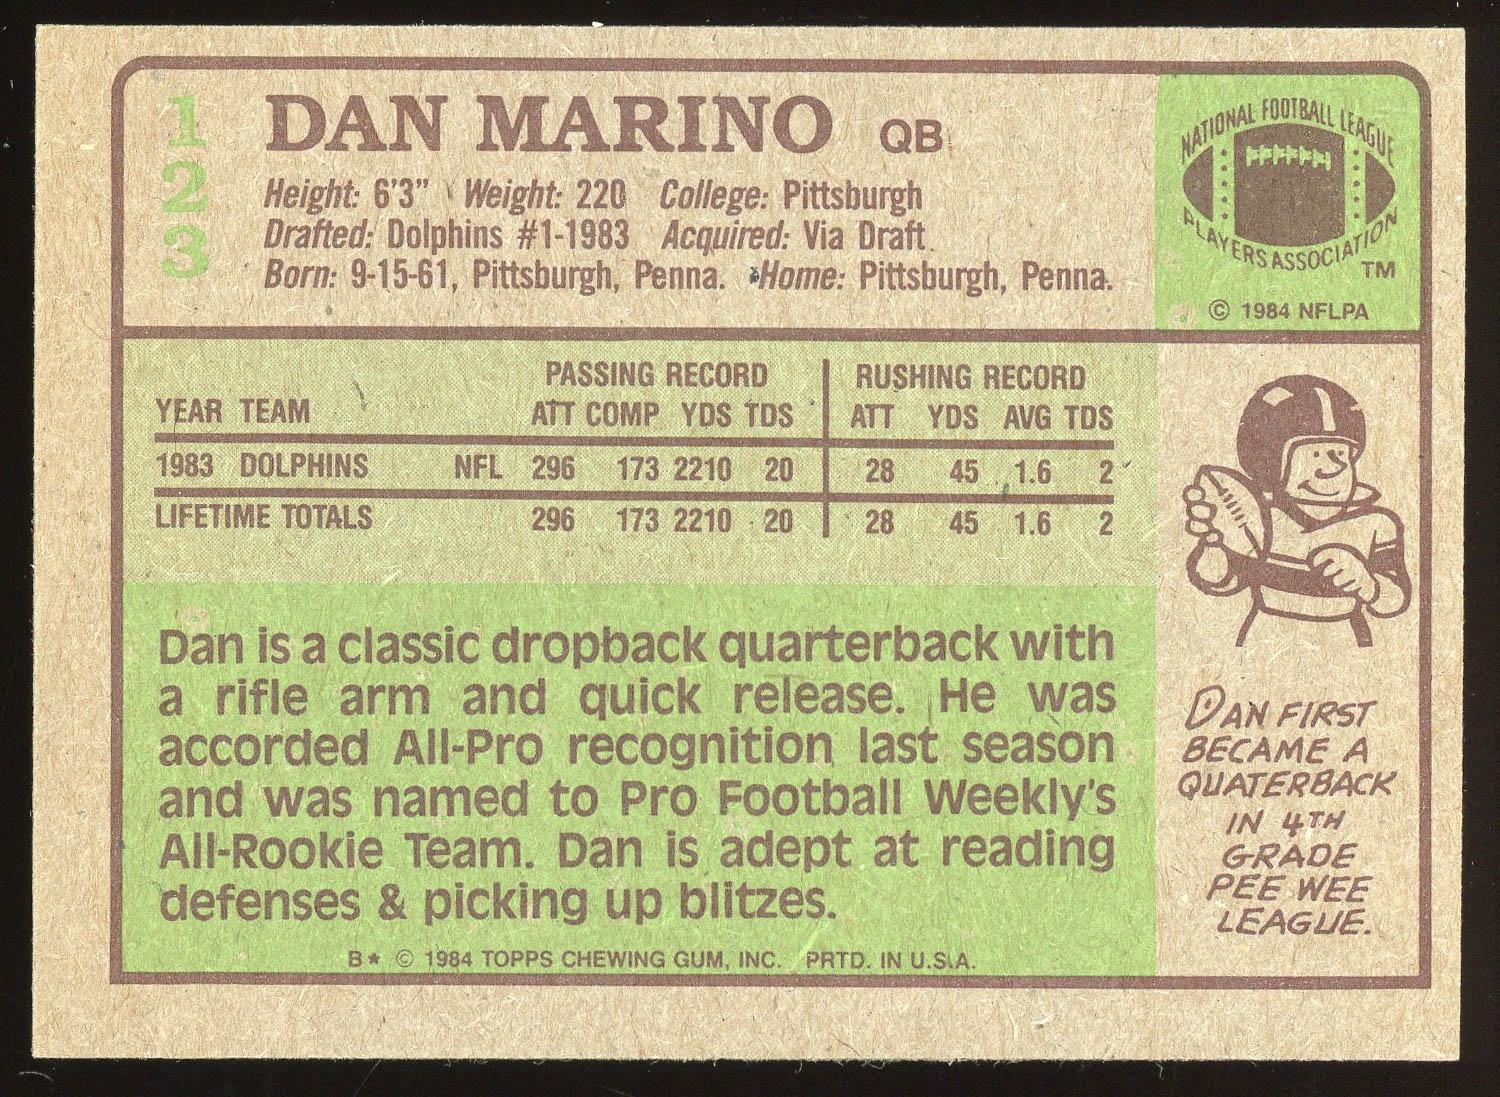 1
2
3
DAN MARINO QB
Height: 6'3" Weight: 220 College: Pittsburgh
Drafted: Dolphins #1-1983 Acquired: Via Draft
Born: 9-15-61, Pittsburgh, Penna. Home: Pittsburgh, Penna.
NATIONAL FOOTBALL LEAGUE
PLAYERS ASSOCIATION
TM
© 1984 NFLPA
PASSING RECORD RUSHING RECORD
YEAR TEAM ATT COMP YDS TDS ATT YDS AVG TDS
1983 DOLPHINS NFL 296 173 2210 20 28 45 1.6 2
LIFETIME TOTALS 296 173 2210 20 28 45 1.6 2
Dan is a classic dropback quarterback with
a rifle arm and quick release. He was
accorded All-Pro recognition last season
and was named to Pro Football Weekly's
All-Rookie Team. Dan is adept at reading
defenses & picking up blitzes.
B★ © 1984 TOPPS CHEWING GUM, INC. PRTD. IN U.S.A.
DAN FIRST
BECAME A
QUATERBACK
IN 4TH
GRADE
PEE WEE
LEAGUE.